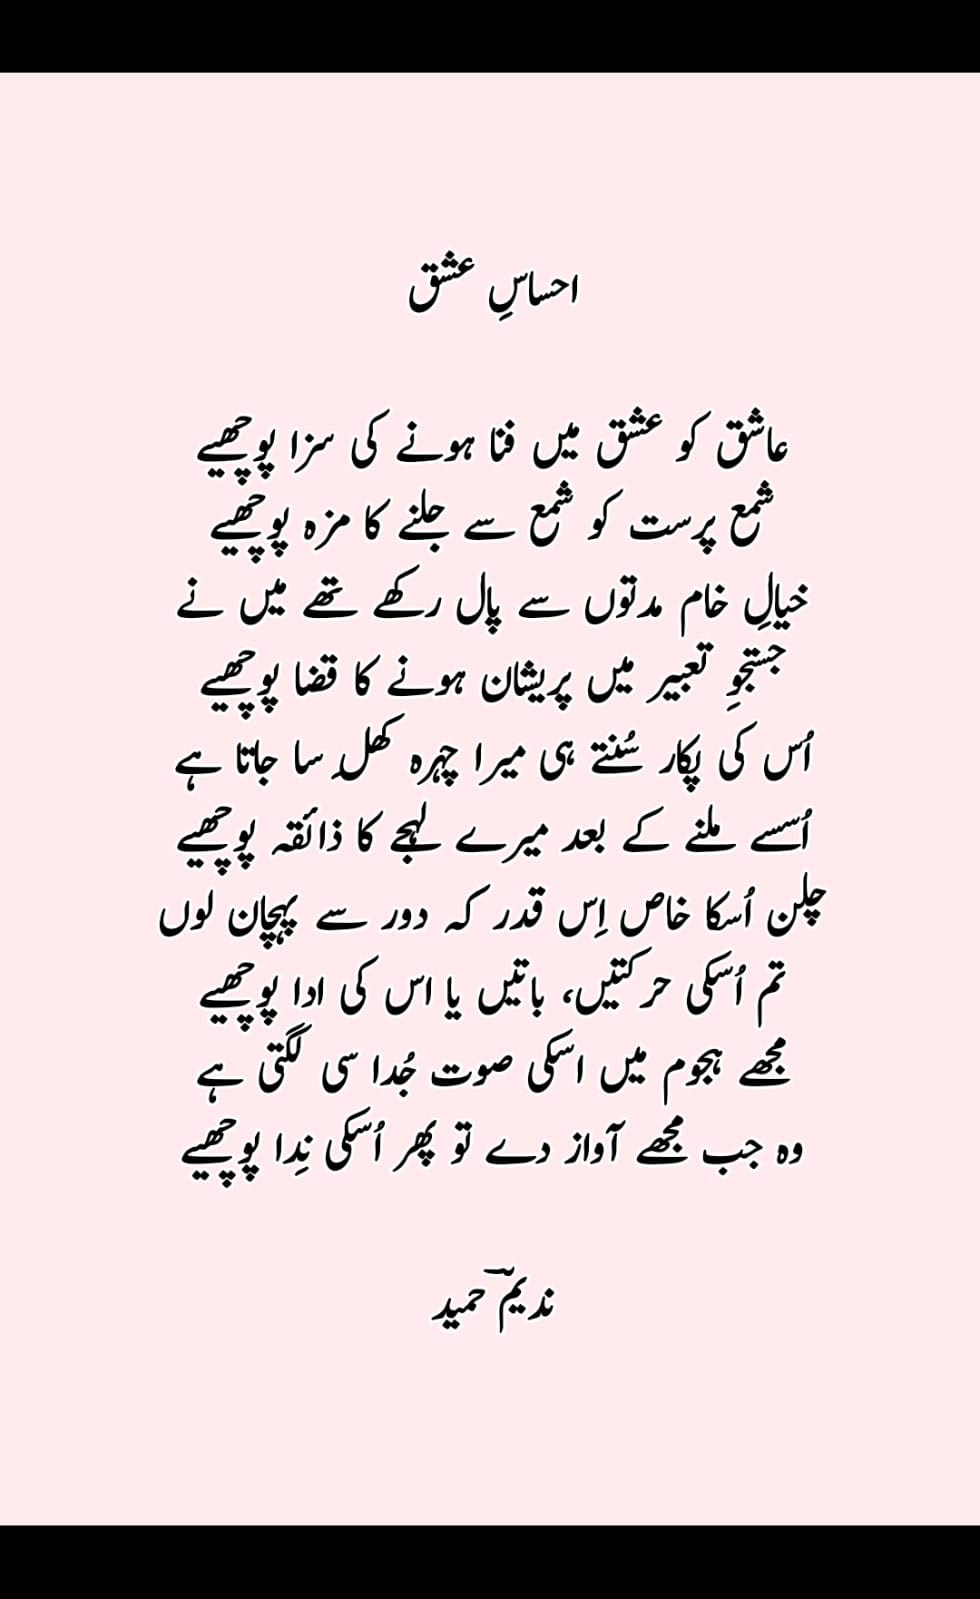 احساسِ عشق
عاشق کو عشق میں فنا ہونے کی سزا پوچھیے
شمع پرست کو شمع سے جلنے کا مزہ پوچھیے
خیالِ خام مدتوں سے پال رکھے تھے میں نے
جستجوِ تعبیر میں پریشان ہونے کا قضا پوچھیے
اُس کی پکار سُنتے ہی میرا چہرہ کھل سا جاتا ہے
اُسسے ملنے کے بعد میرے لہجے کا ذائقہ پوچھیے
چلن اُسکا خاص اِس قدر کہ دور سے پہچان لوں
تم اُسکی حرکتیں، باتیں یا اس کی ادا پوچھیے
مجھے ہجوم میں اسکی صوت جُدا سی لگتی ہے
وہ جب مجھے آواز دے تو پھر اُسکی نِدا پوچھیے
ندیمؔ حمید